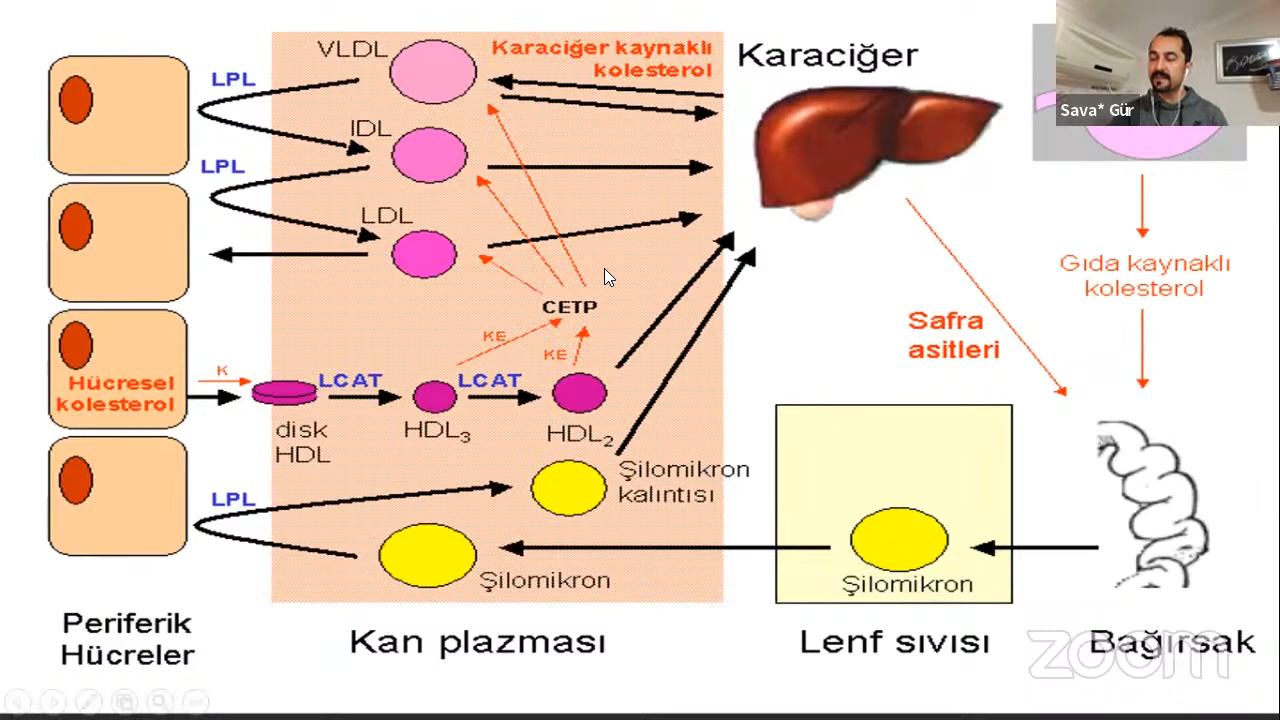 VLDL
Karaciğer kaynaklı
kolesterol
Karaciğer
Sava* Gür
LPL
IDL
LPL
LDL
Gıda kaynaklı
kolesterol
CETP
Safra
asitleri
KE
KE
K
Hücresel
kolesterol
LCAT
LCAT
disk
HDL
HDL3
HDL2
Şilomikron
kalıntısı
LPL
Şilomikron
Şilomikron
Periferik
Hücreler
Kan plazması
Lenf sıvısı
Bağırsak
zoom